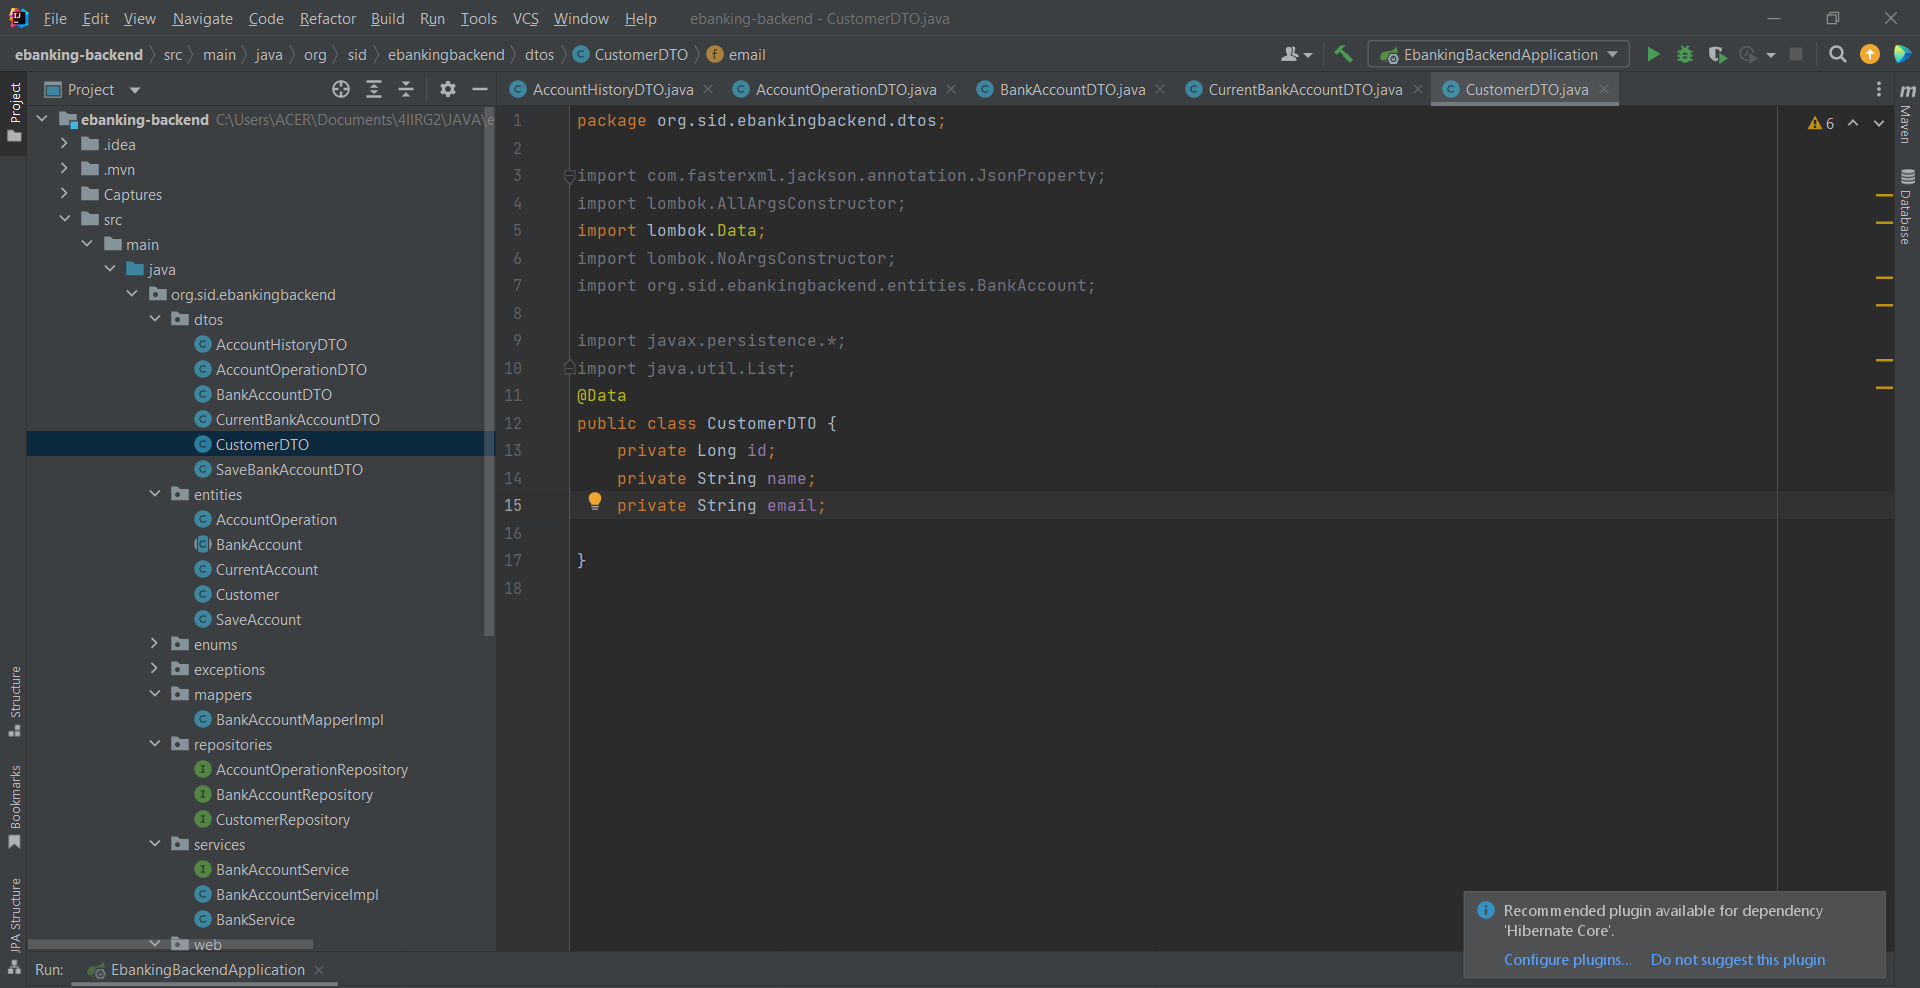 File Edit View Navigate Code Refactor Build Run Tools VCS Window Help ebanking-backend - CustomerDTO.java
ebanking-backend src main java org sid ebankingbackend dtos CustomerDTO email EbankingBackendApplication
Project
AccountHistoryDTO.java AccountOperationDTO.java BankAccountDTO.java CurrentBankAccountDTO.java CustomerDTO.java
ebanking-backend C:\Users\ACER\Documents\4IIRG2\JAVA\e
.idea
.mvn
Captures
src
main
java
org.sid.ebankingbackend
dtos
AccountHistoryDTO
AccountOperationDTO
BankAccountDTO
CurrentBankAccountDTO
CustomerDTO
SaveBankAccountDTO
entities
AccountOperation
BankAccount
CurrentAccount
Customer
SaveAccount
enums
exceptions
mappers
BankAccountMapperImpl
repositories
AccountOperationRepository
BankAccountRepository
CustomerRepository
services
BankAccountService
BankAccountServiceImpl
BankService
web
1 package org.sid.ebankingbackend.dtos;
2
3 import com.fasterxml.jackson.annotation.JsonProperty;
4 import lombok.AllArgsConstructor;
5 import lombok.Data;
6 import lombok.NoArgsConstructor;
7 import org.sid.ebankingbackend.entities.BankAccount;
8
9 import javax.persistence.*;
10 import java.util.List;
11 @Data
12 public class CustomerDTO {
13 private Long id;
14 private String name;
15 private String email;
16
17 }
18
6
Project
Structure
Bookmarks
JPA Structure
Maven
Database
Recommended plugin available for dependency
'Hibernate Core'.
Configure plugins... Do not suggest this plugin
Run: EbankingBackendApplication